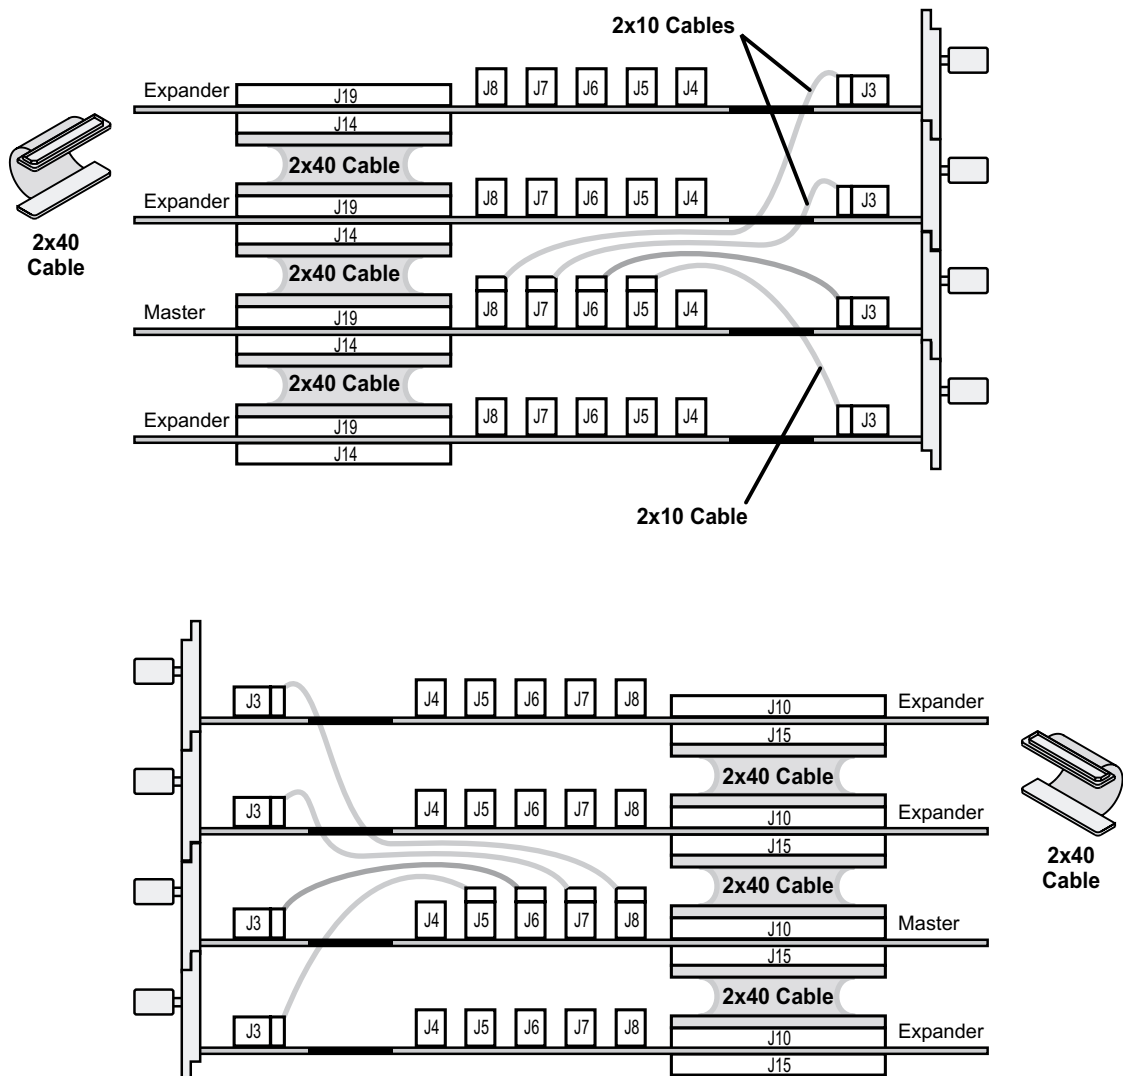 2x10 Cables
Expander
J19
J8 J7 J6 J5 J4
J3
J14
2x40 Cable
Expander
J19
J8 J7 J6 J5 J4
J3
2x40
Cable
J14
2x40 Cable
Master
J19
J8 J7 J6 J5 J4
J3
J14
2x40 Cable
Expander
J19
J8 J7 J6 J5 J4
J3
J14
2x10 Cable
J3
J4 J5 J6 J7 J8
J10
Expander
J15
2x40 Cable
J3
J4 J5 J6 J7 J8
J10
Expander
J15
2x40
Cable
2x40 Cable
J3
J4 J5 J6 J7 J8
J10
Master
J15
2x40 Cable
J3
J4 J5 J6 J7 J8
J10
Expander
J15